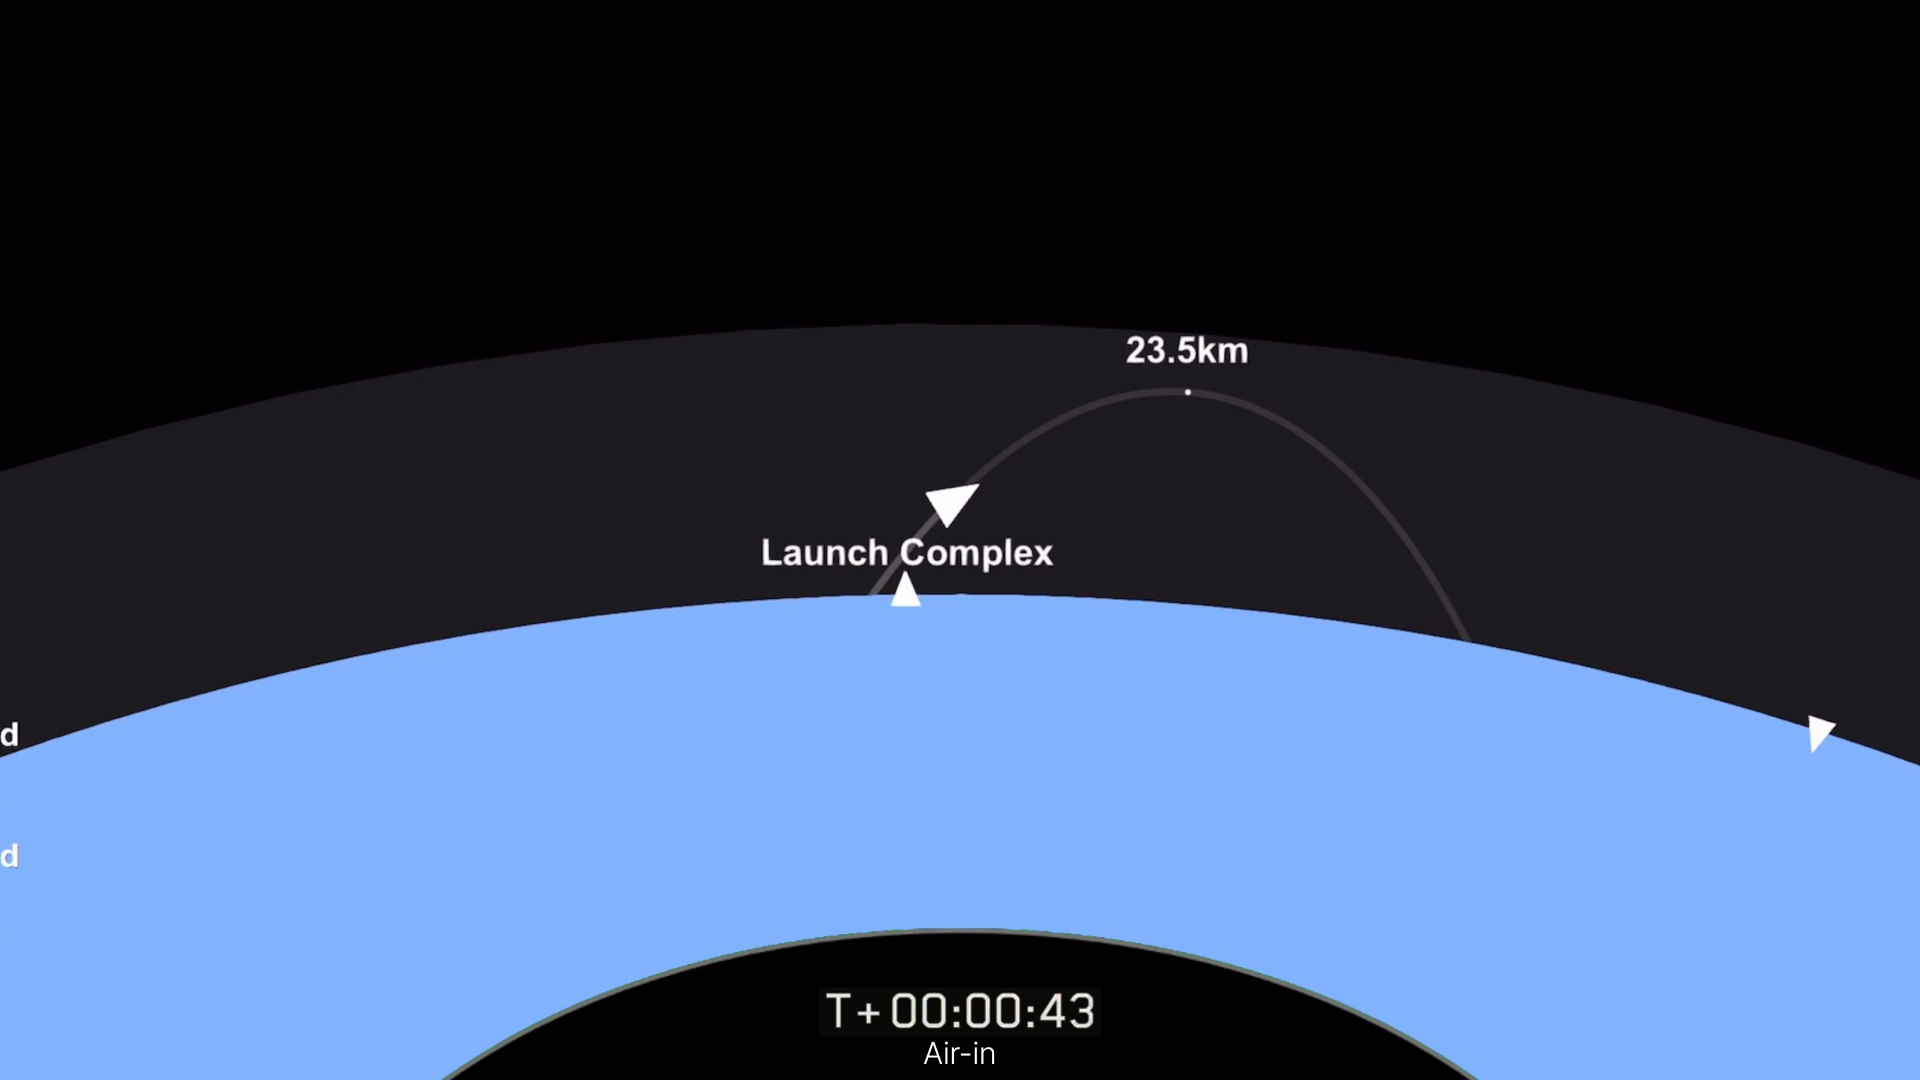 23.5km
Launch Complex
d
d
T+00:00:43
Air-in